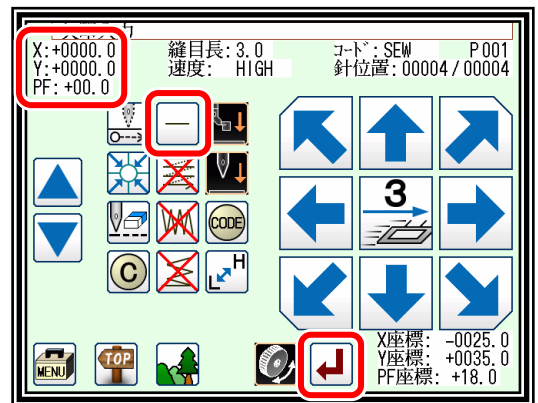 X:+0000.0
Y:+0000.0
PF:+00.0
縫目長:3.0
速度: HIGH
コード:SEW P001
針位置:00004/00004
3
CODE
C
L H
MENU
TOP
X座標: -0025.0
Y座標: +0035.0
PF座標: +18.0